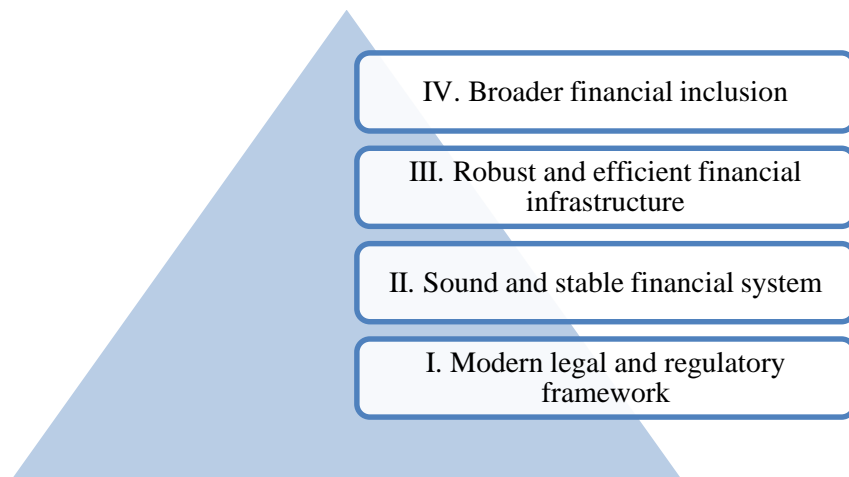 IV. Broader financial inclusion
III. Robust and efficient financial
infrastructure
II. Sound and stable financial system
I. Modern legal and regulatory
framework